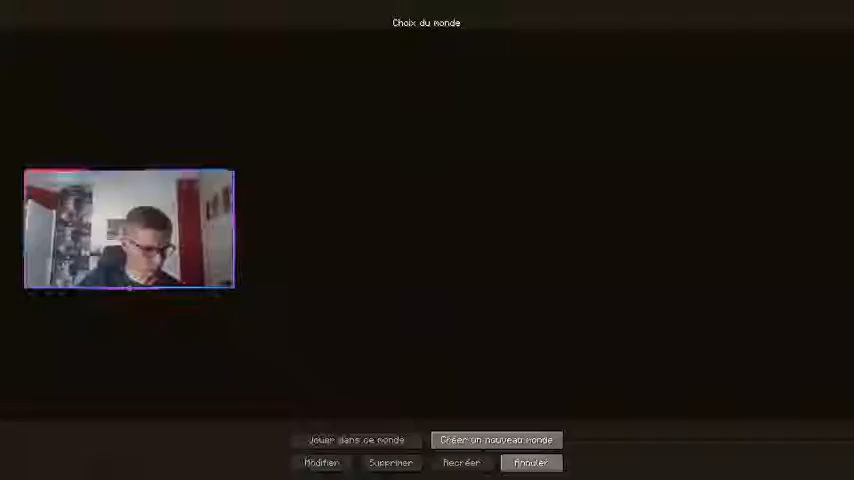 Choix du monde
Jouer dans ce monde
Créer un nouveau monde
Modifier
Supprimer
Recréer
Annuler